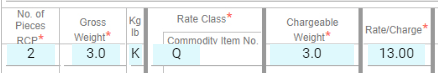 No. of Pieces RCP*
Gross Weight*
Kg lb
Rate Class*
Commodity Item No.
Chargeable Weight*
Rate/Charge*
2
3.0
K
Q
3.0
13.00